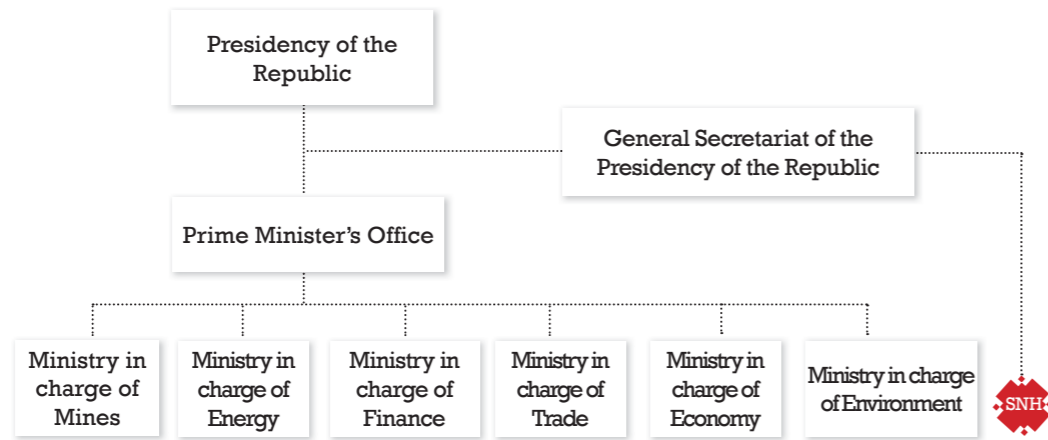 Presidency of the
Republic
General Secretariat of the
Presidency of the Republic
Prime Minister's Office
Ministry in
charge of
Mines
Ministry in
charge of
Energy
Ministry in
charge of
Finance
Ministry in
charge of
Trade
Ministry in
charge of
Economy
Ministry in charge
of Environment
SNH